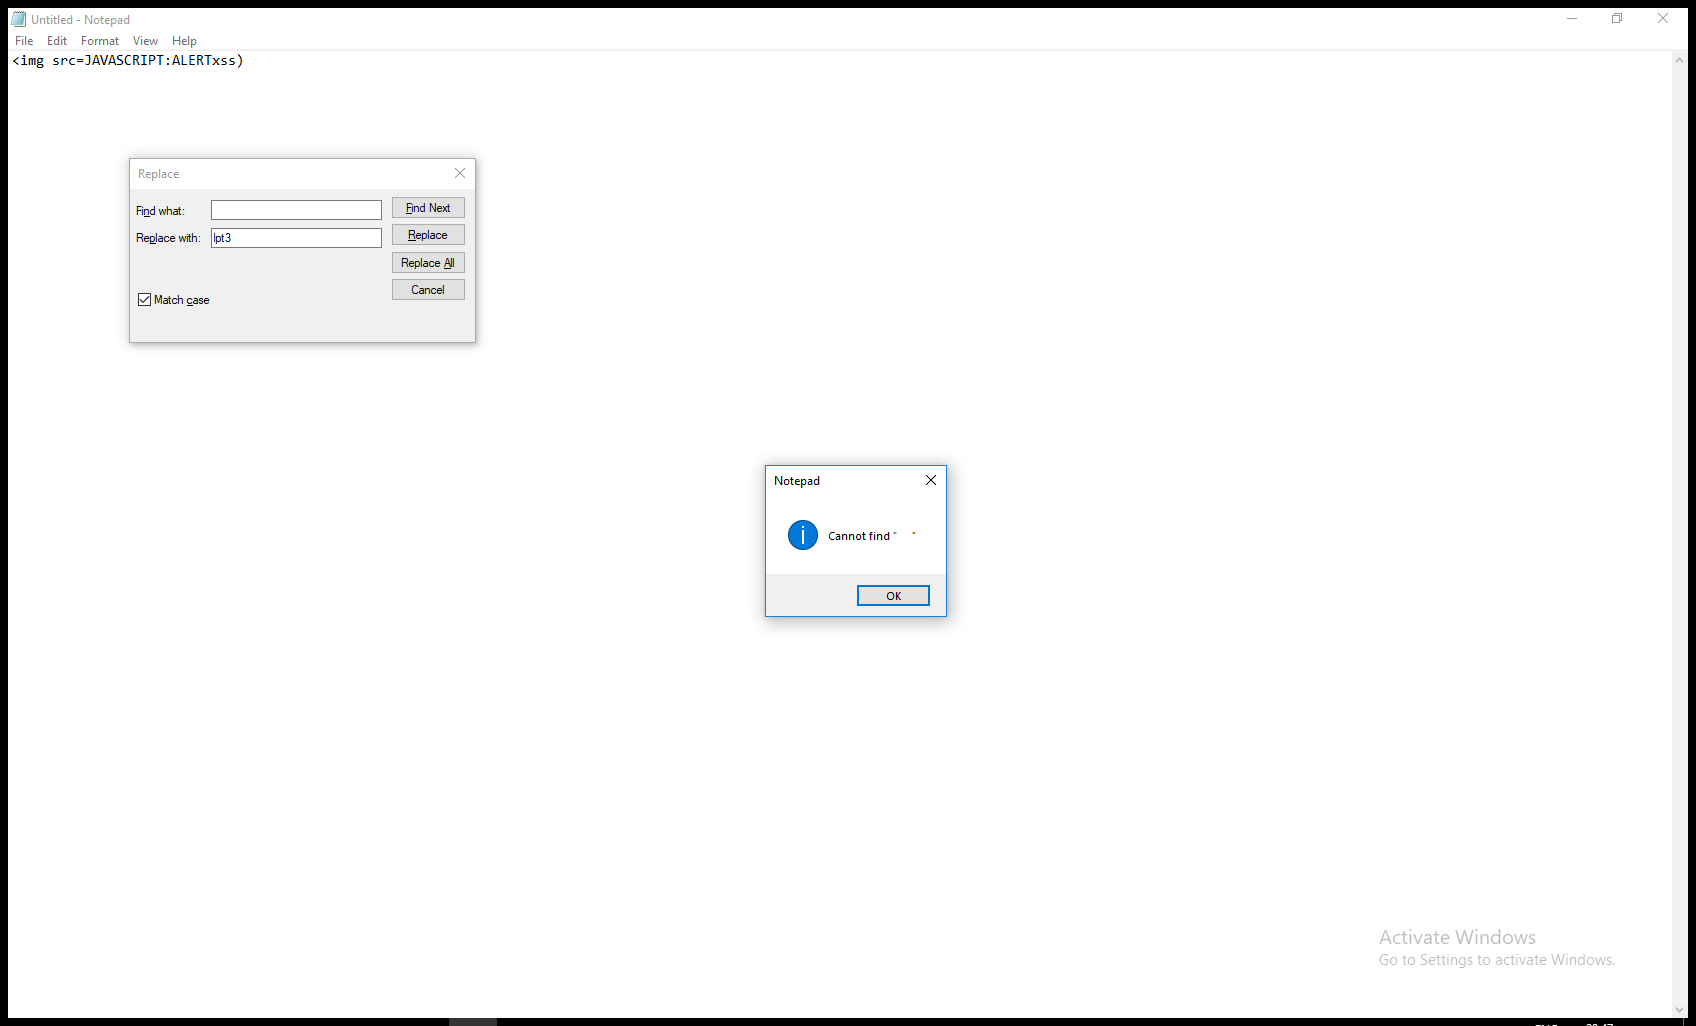 Untitled - Notepad
File Edit Format View Help
<img src=JAVASCRIPT:ALERTxss)
Replace
Find what:
Find Next
Replace with: lpt3
Replace
Replace All
Cancel
Match case
Notepad
Cannot find " "
OK
Activate Windows
Go to Settings to activate Windows.